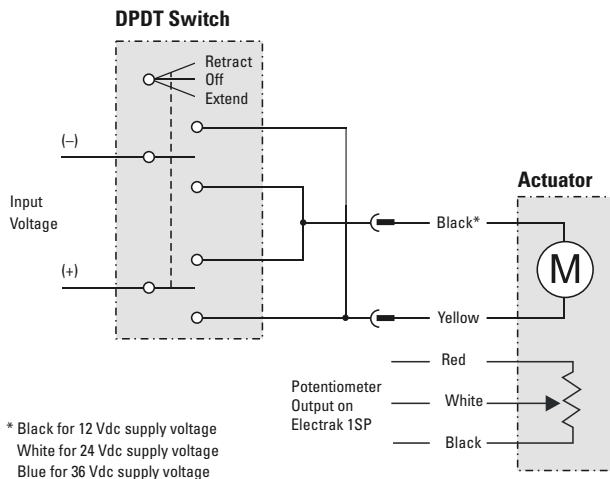 DPDT Switch
Retract
Off
Extend
(–)
Input
Voltage
(+)
Actuator
Black*
M
Yellow
Red
Potentiometer
Output on
Electrak 1SP
White
Black
* Black for 12 Vdc supply voltage
White for 24 Vdc supply voltage
Blue for 36 Vdc supply voltage